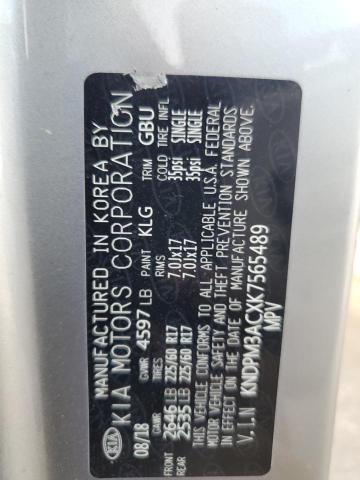 MANUFACTURED IN KOREA BY
KIA KIA MOTORS CORPORATION
08/18 GVWR 4597 LB PAINT KLG TRIM GBU
GAWR TIRES RIMS COLD TIRE INFL
FRONT 2646 LB 225/60 R17 7.0Jx17 35psi SINGLE
REAR 2535 LB 225/60 R17 7.0Jx17 35psi SINGLE
THIS VEHICLE CONFORMS TO ALL APPLICABLE U.S.A. FEDERAL
MOTOR VEHICLE SAFETY AND THEFT PREVENTION STANDARDS
IN EFFECT ON THE DATE OF MANUFACTURE SHOWN ABOVE.
V.I.N KNDPM3ACXK7565489
MPV